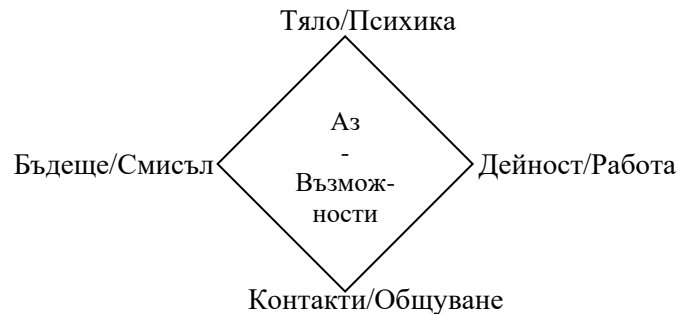 Тяло/Психика
Аз
-
Бъдеще/Смисъл
Дейност/Работа
Възмож-
ности
Контакти/Общуване